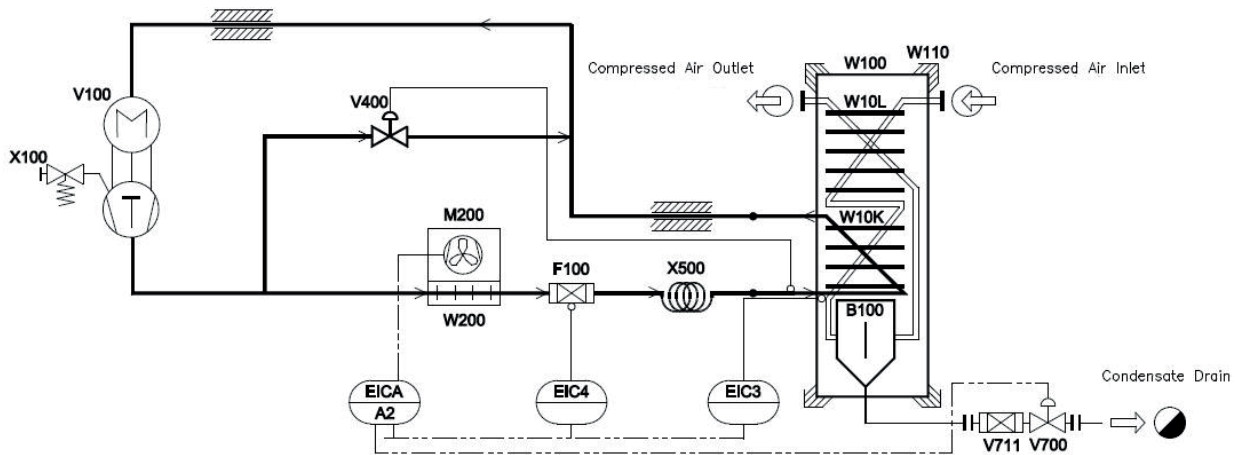 W110
W100
Compressed Air Outlet
Compressed Air Inlet
V100
V400
W10L
X100
M200
W10K
F100
X500
W200
B100
EICA
A2
EIC4
EIC3
Condensate Drain
V711
V700